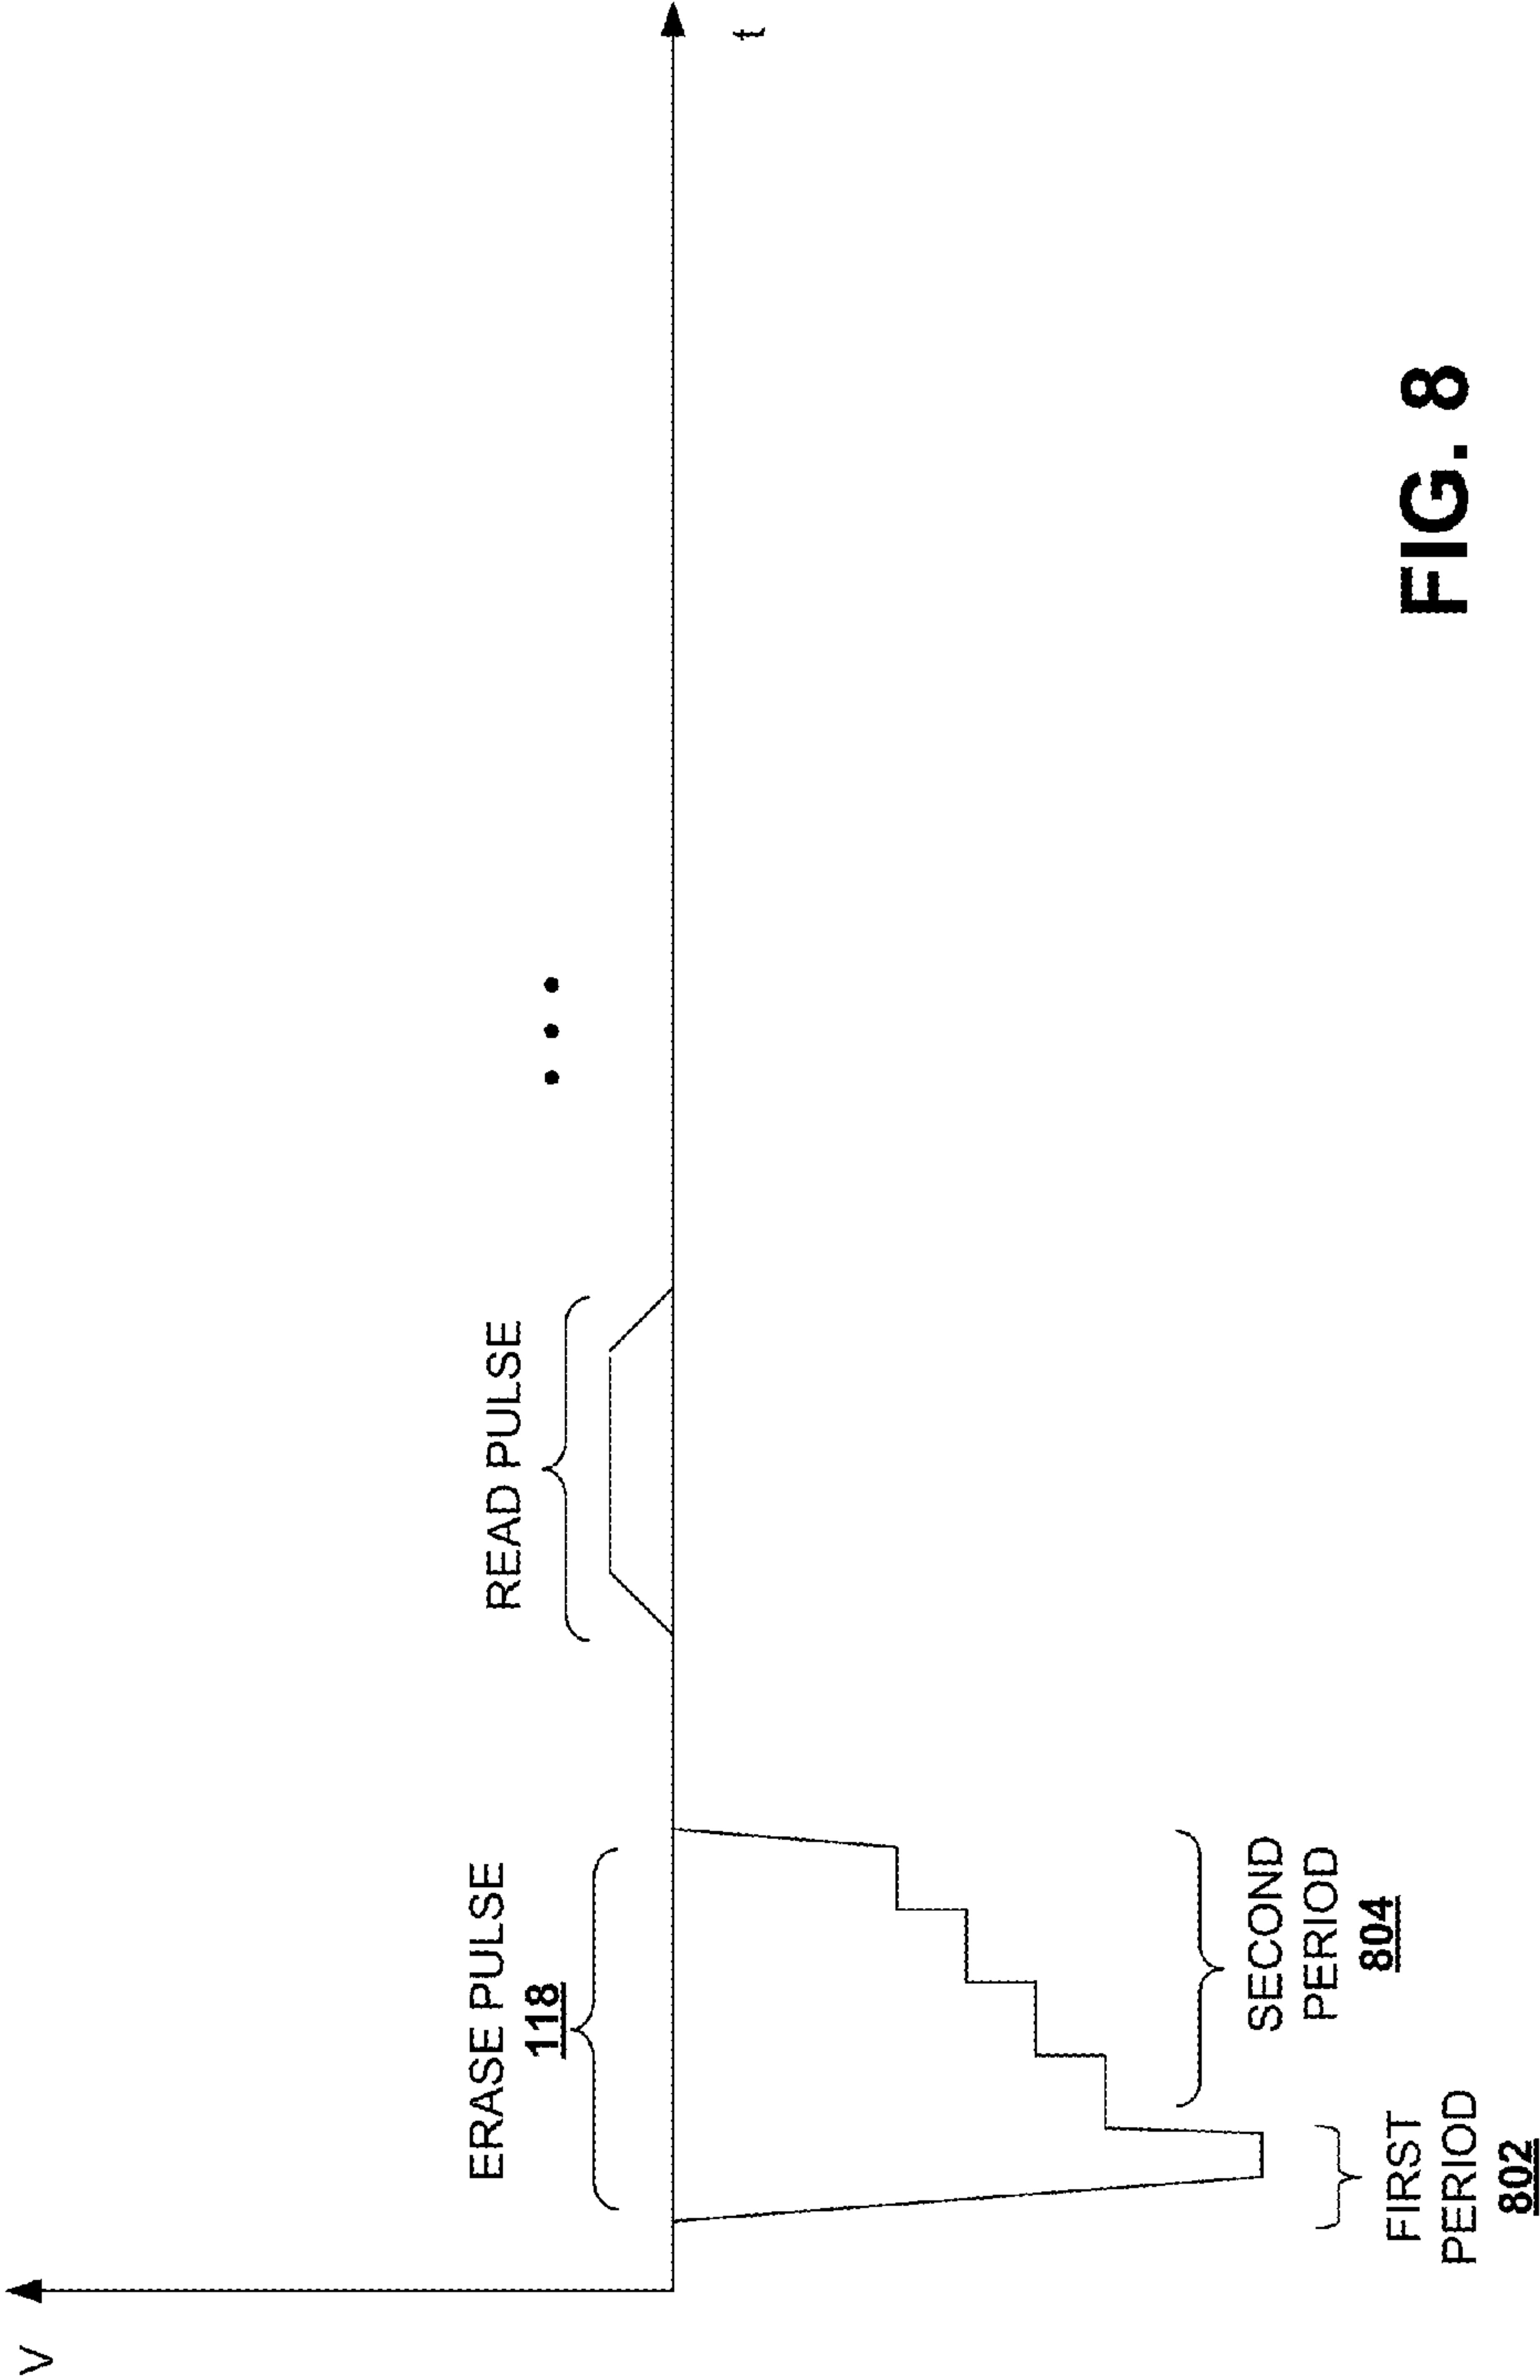 V
ERASE PULSE
118
READ PULSE
t
FIRST
PERIOD
802
SECOND
PERIOD
804
FIG. 8